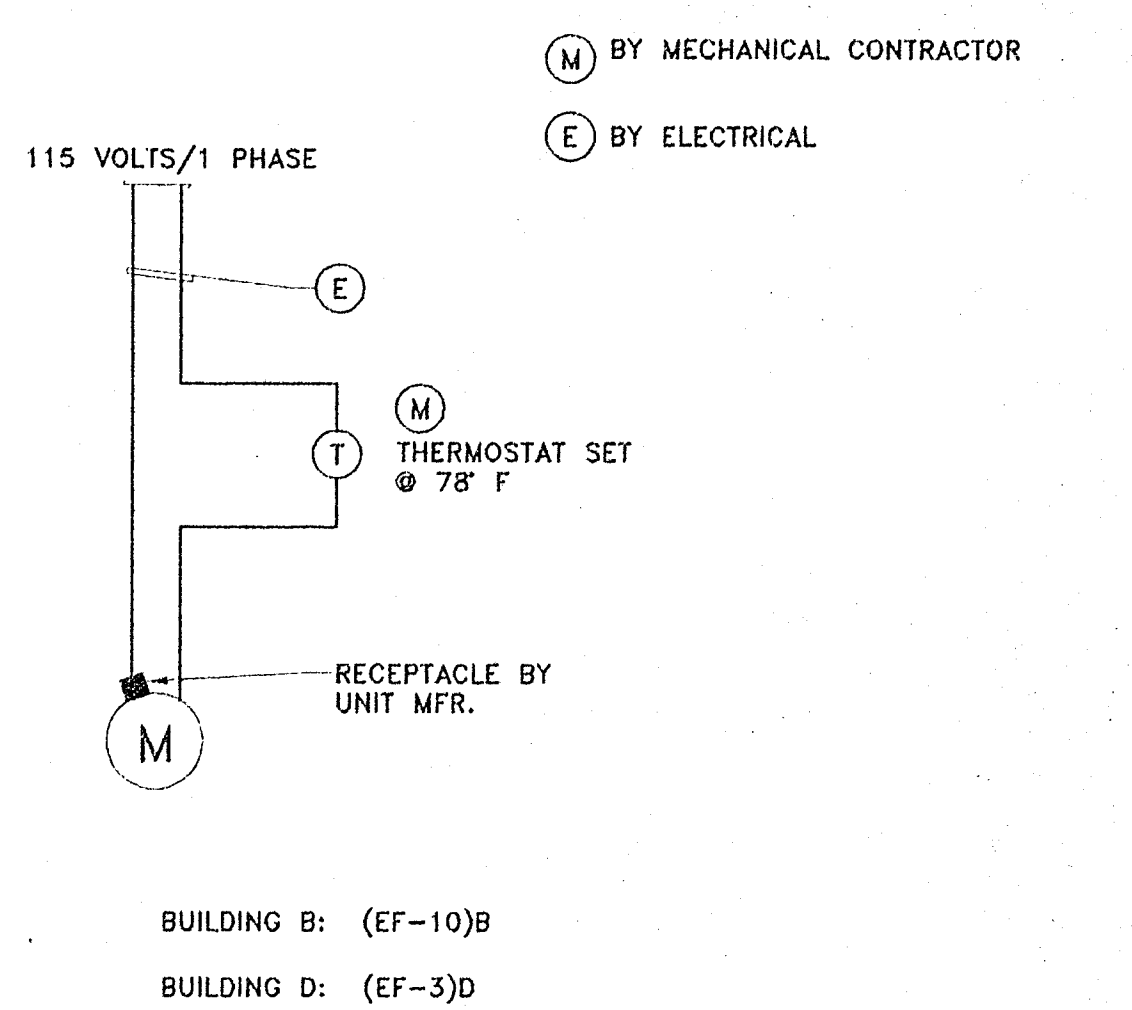 M BY MECHANICAL CONTRACTOR
E BY ELECTRICAL
115 VOLTS/1 PHASE
E
M
T THERMOSTAT SET
@ 78° F
RECEPTACLE BY
UNIT MFR.
M
BUILDING B: (EF-10)B
BUILDING D: (EF-3)D